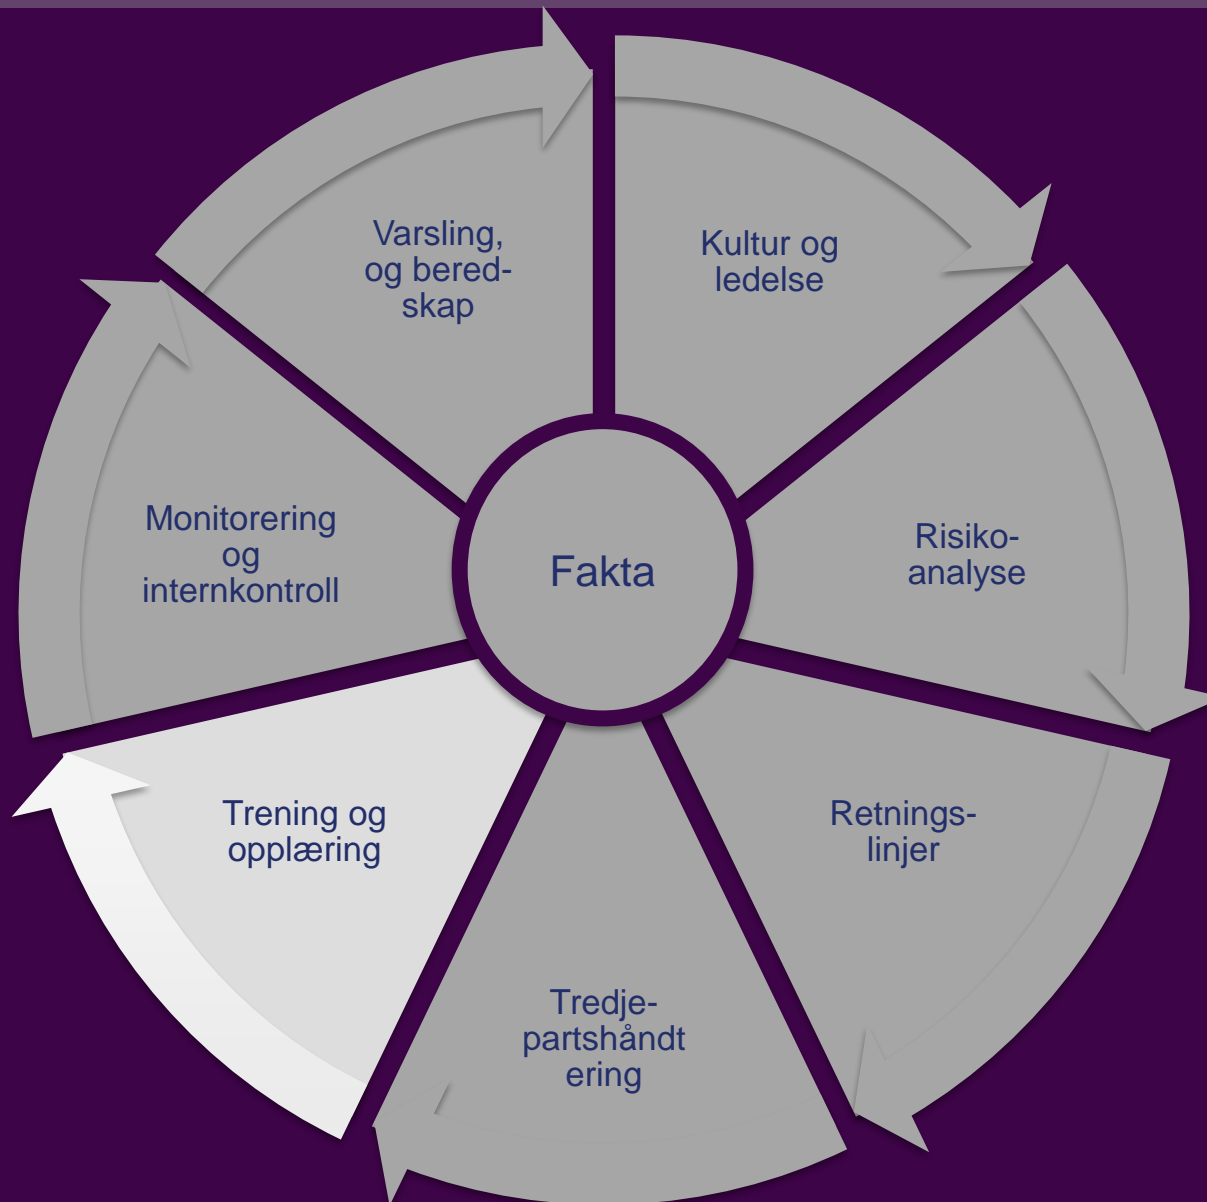 Varsling,
og bered-
skap
Kultur og
ledelse
Monitorering
og
internkontroll
Fakta
Risiko-
analyse
Trening og
opplæring
Retnings-
linjer
Tredje-
partshåndt
ering